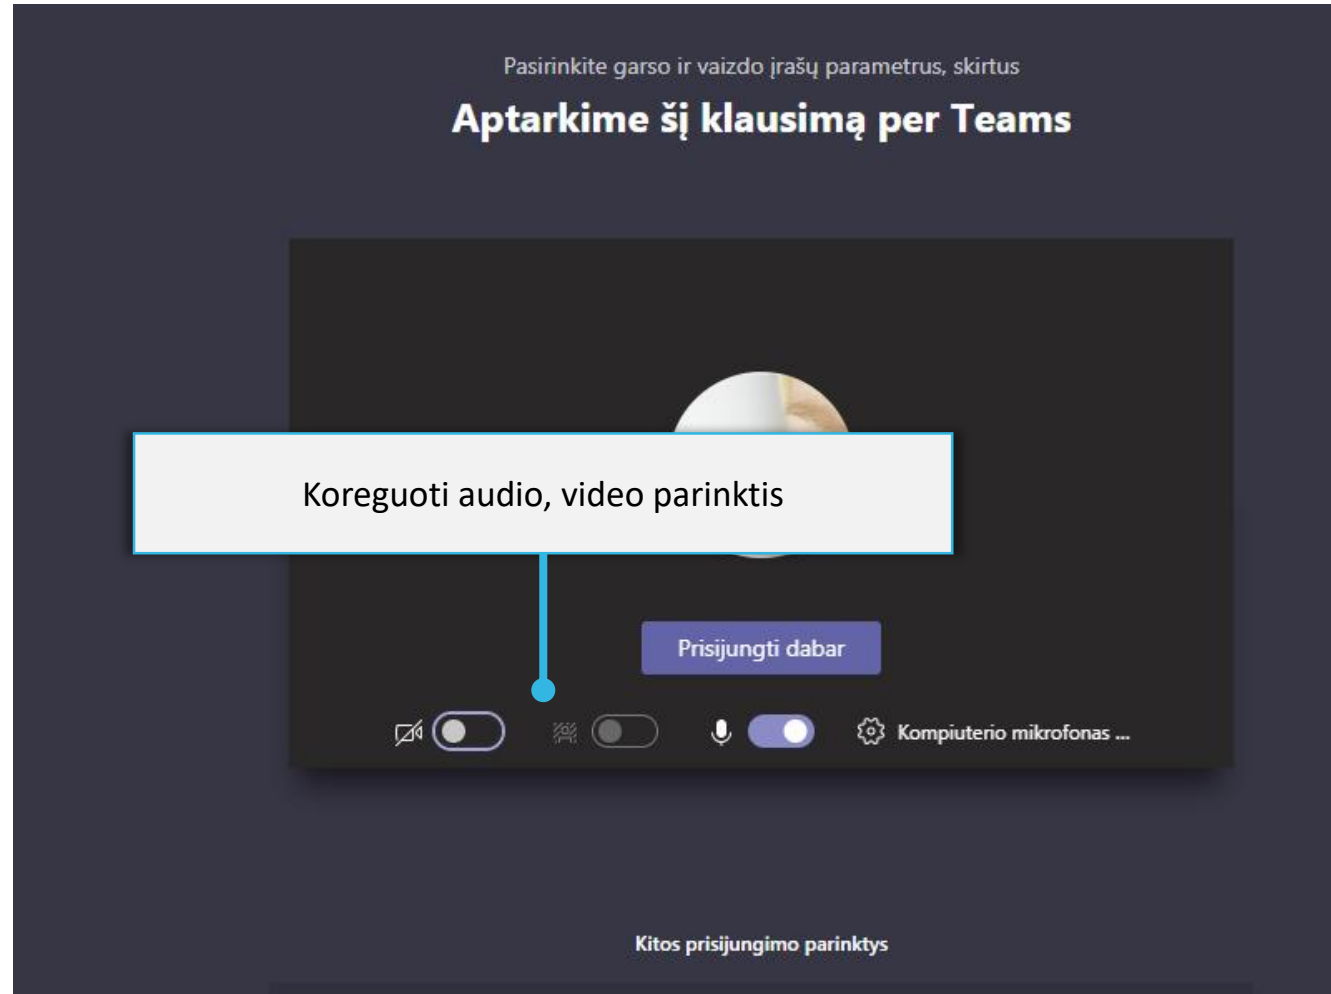 Pasirinkite garso ir vaizdo įrašų parametrus, skirtus
Aptarkime šį klausimą per Teams
Koreguoti audio, video parinktis
Prisijungti dabar
Kompiuterio mikrofonas ...
Kitos prisijungimo parinktys